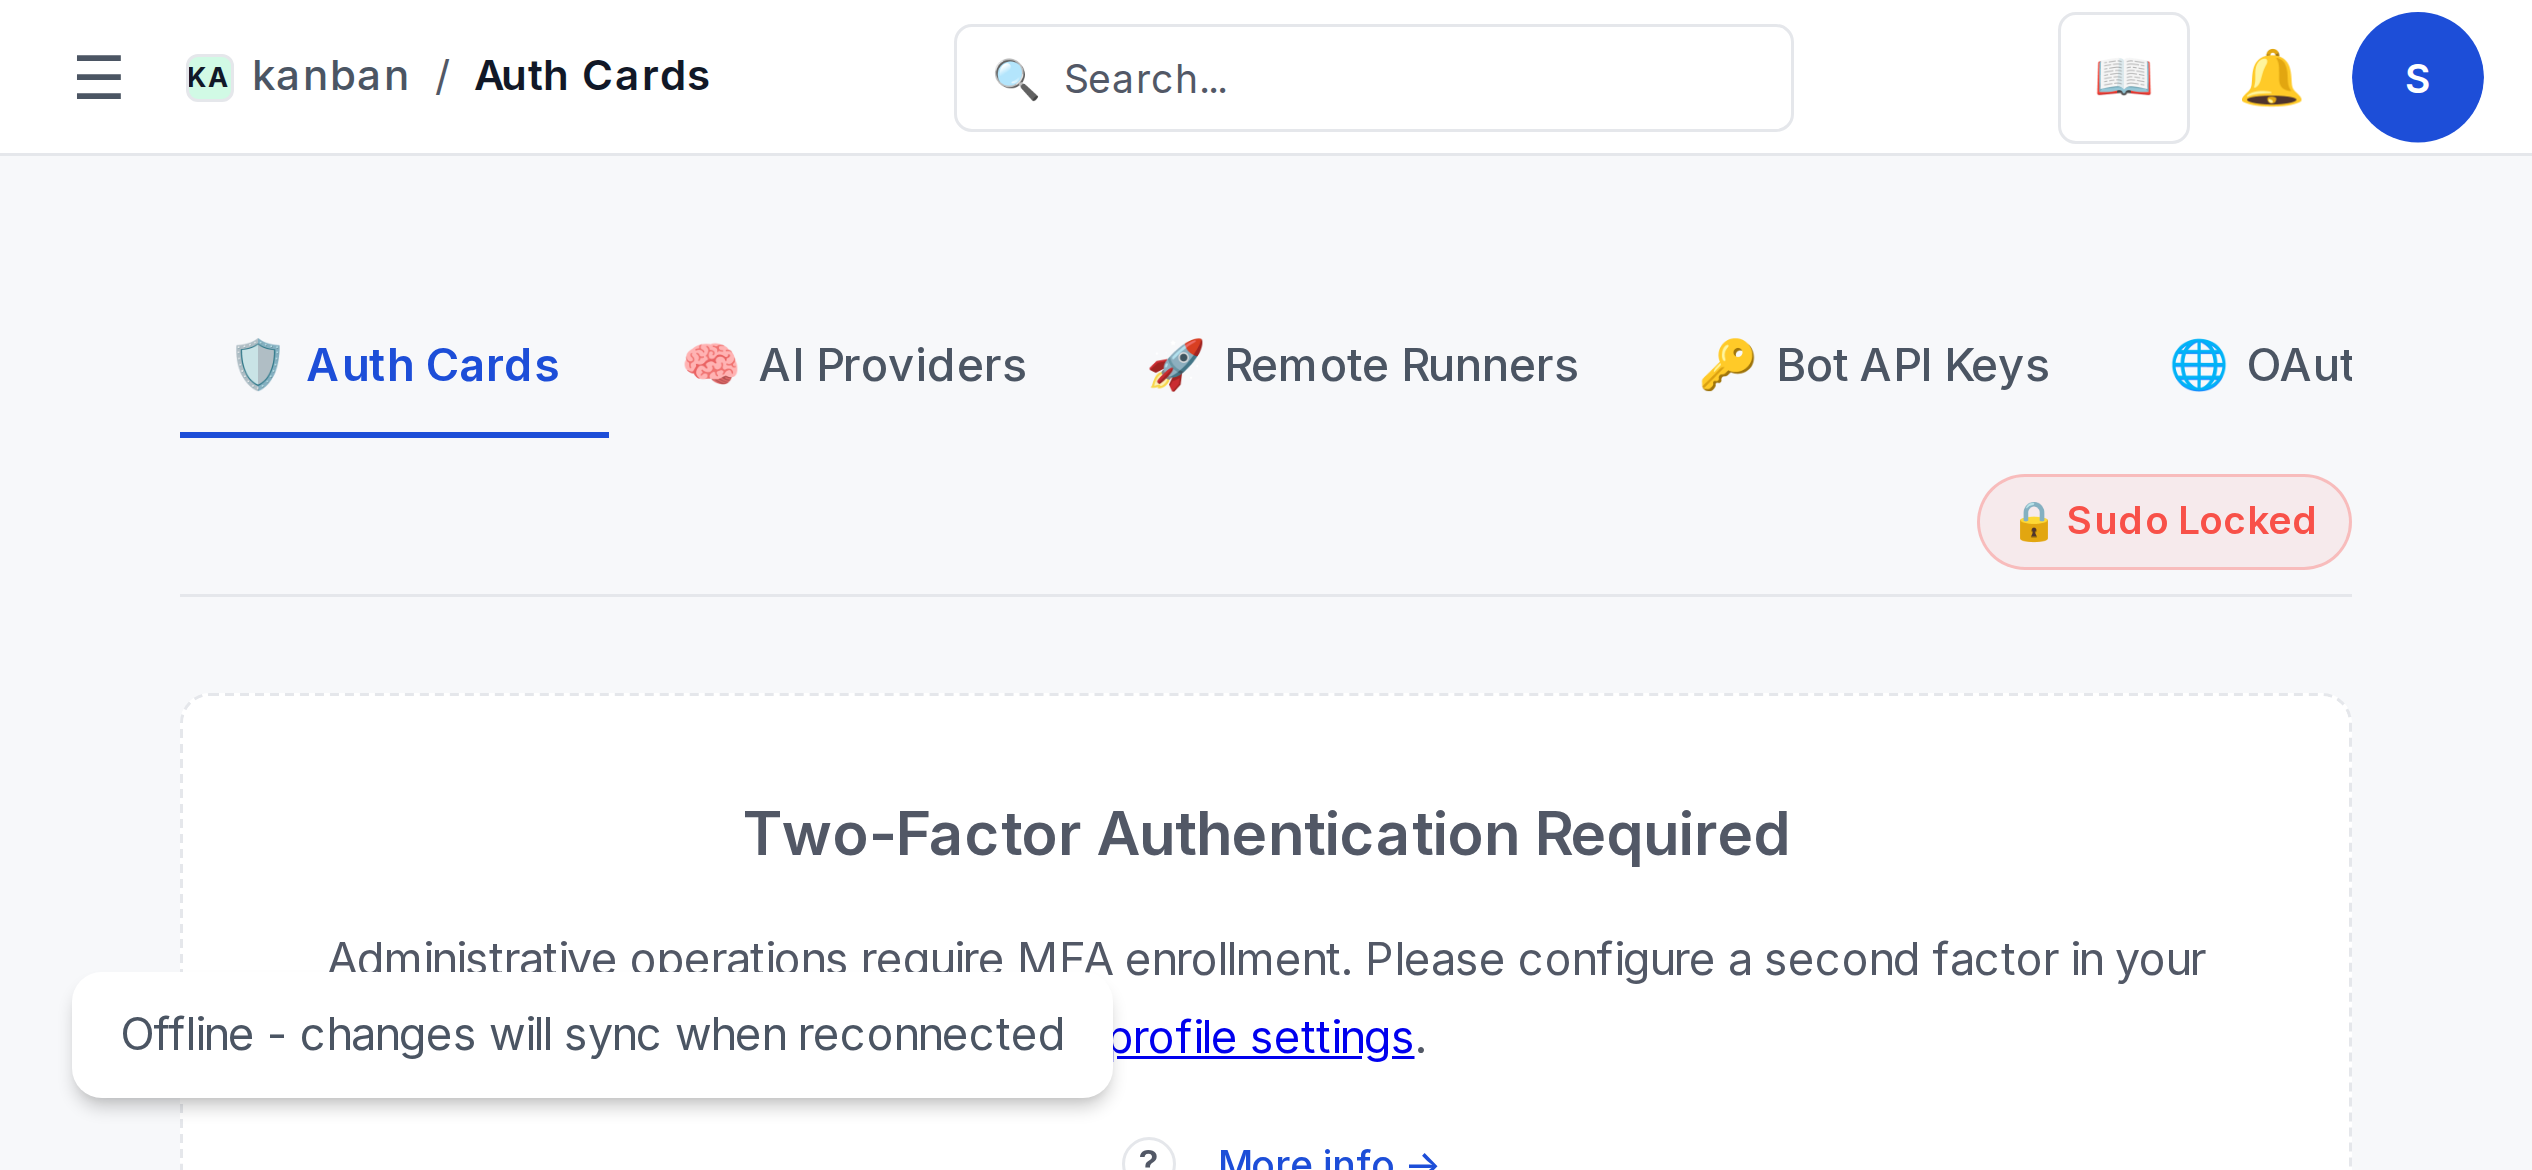 KA kanban / Auth Cards
Search...
S
Auth Cards
AI Providers
Remote Runners
Bot API Keys
OAut
Sudo Locked
Two-Factor Authentication Required
Administrative operations require MFA enrollment. Please configure a second factor in your
profile settings.
Offline - changes will sync when reconnected
? More info →